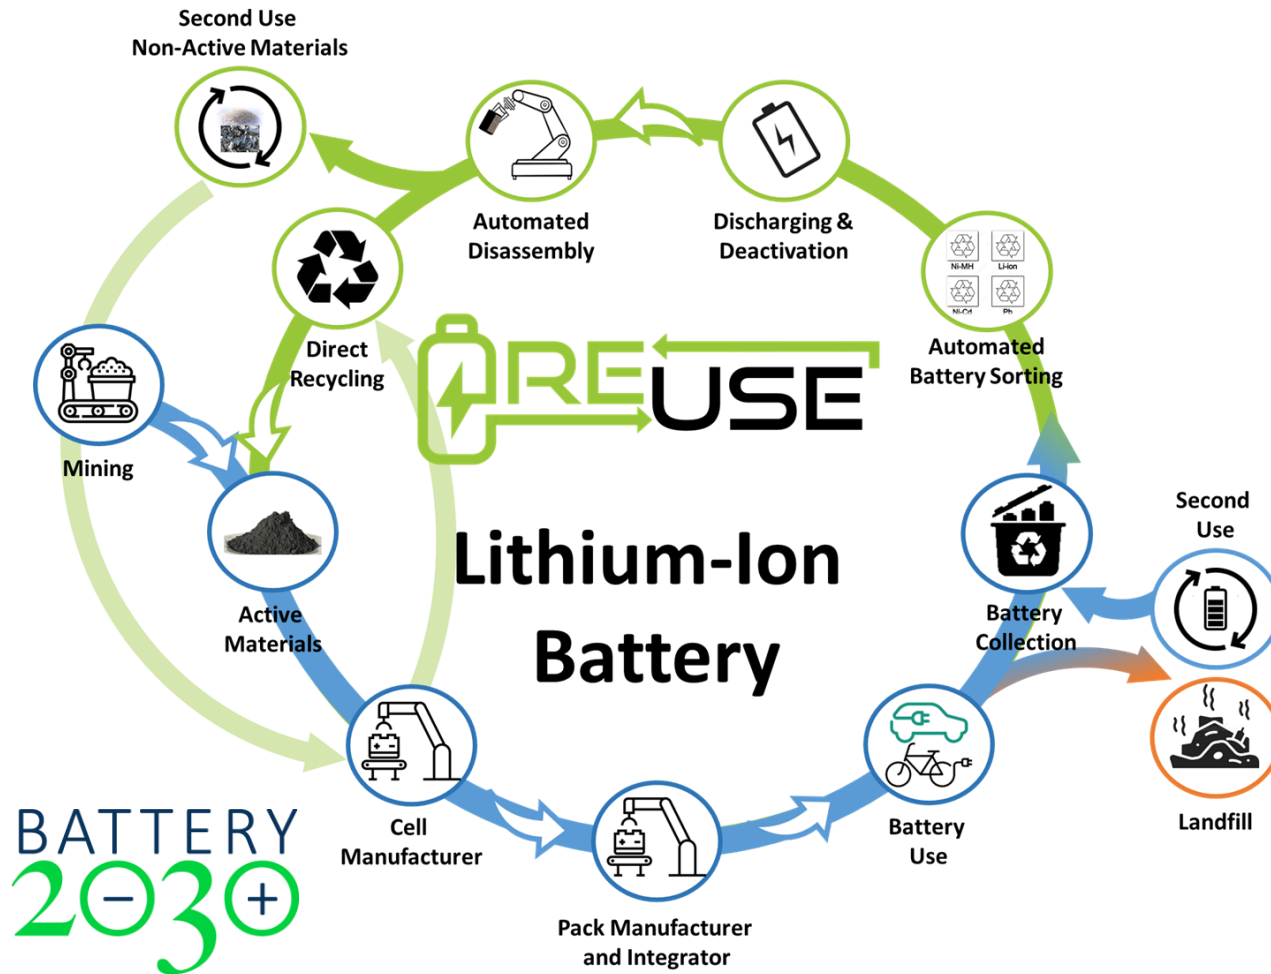 Second Use
Non-Active Materials
Automated
Disassembly
Discharging &
Deactivation
Ni-MH
Li-ion
Ni-Cd
Pb
Automated
Battery Sorting
Direct
Recycling
REUSE
Mining
Lithium-Ion
Battery
Second
Use
Active
Materials
Battery
Collection
Cell
Manufacturer
Battery
Use
Landfill
Pack Manufacturer
and Integrator
BATTERY
2030